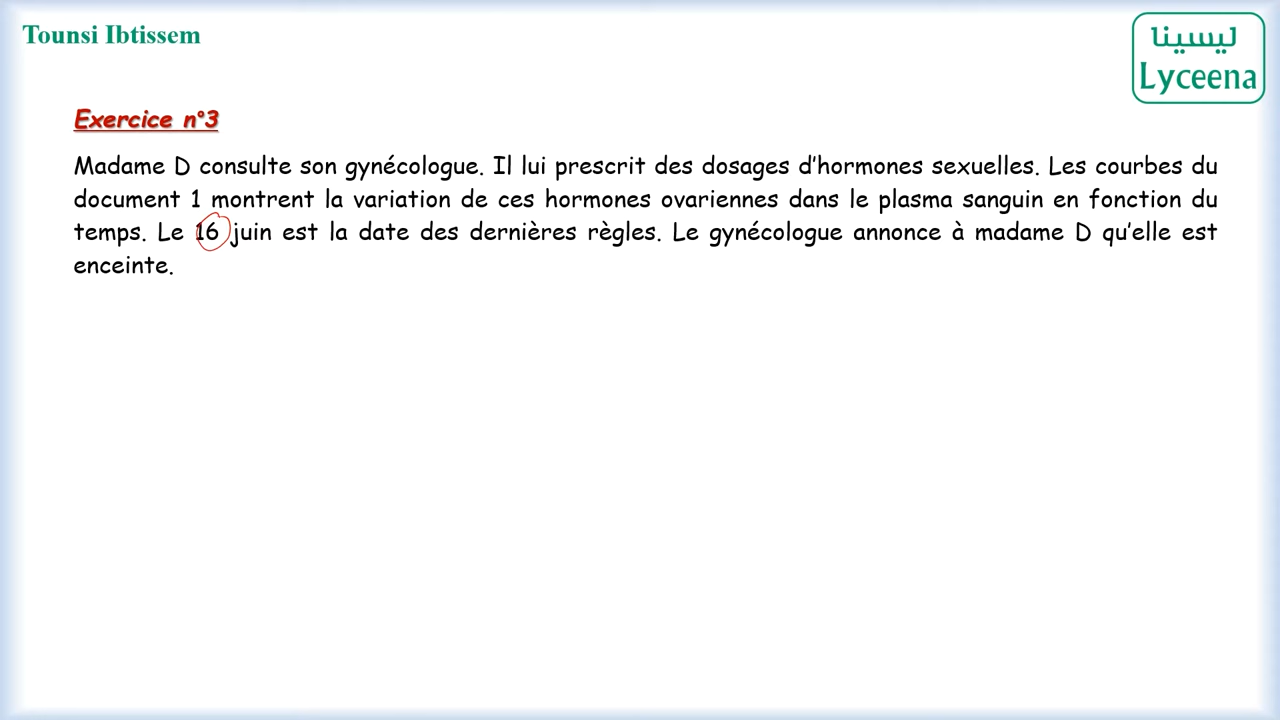 Tounsi Ibtissem
ليسينا
Lyceena
Exercice n°3
Madame D consulte son gynécologue. Il lui prescrit des dosages d’hormones sexuelles. Les courbes du
document 1 montrent la variation de ces hormones ovariennes dans le plasma sanguin en fonction du
temps. Le 16 juin est la date des dernières règles. Le gynécologue annonce à madame D qu’elle est
enceinte.